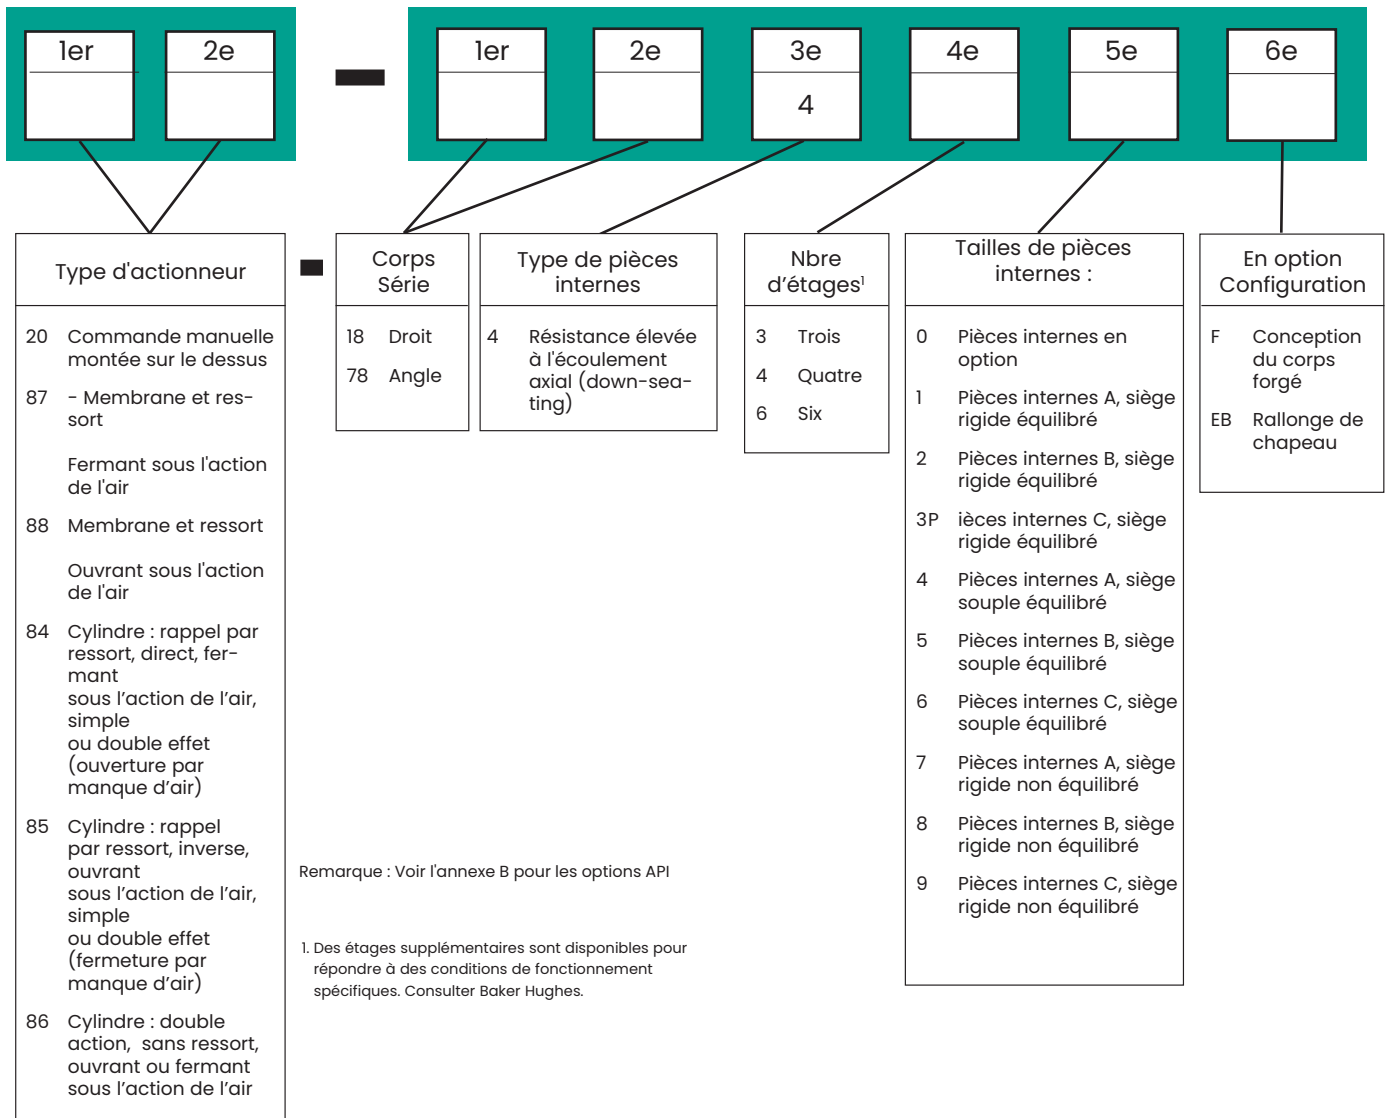 1er
2e
1er
2e
3e
4e
5e
6e
4
Type d'actionneur
20 Commande manuelle
montée sur le dessus
87 - Membrane et res-
sort
Fermant sous l'action
de l'air
88 Membrane et ressort
Ouvrant sous l'action
de l'air
84 Cylindre : rappel par
ressort, direct, fer-
mant
sous l’action de l’air,
simple
ou double effet
(ouverture par
manque d’air)
85 Cylindre : rappel
par ressort, inverse,
ouvrant
sous l’action de l’air,
simple
ou double effet
(fermeture par
manque d’air)
86 Cylindre : double
action, sans ressort,
ouvrant ou fermant
sous l’action de l’air
Corps
Série
18 Droit
78 Angle
Type de pièces
internes
4 Résistance élevée
à l'écoulement
axial (down-sea-
ting)
Nbre
d’étages¹
3 Trois
4 Quatre
6 Six
Tailles de pièces
internes :
0 Pièces internes en
option
1 Pièces internes A, siège
rigide équilibré
2 Pièces internes B, siège
rigide équilibré
3P ièces internes C, siège
rigide équilibré
4 Pièces internes A, siège
souple équilibré
5 Pièces internes B, siège
souple équilibré
6 Pièces internes C, siège
souple équilibré
7 Pièces internes A, siège
rigide non équilibré
8 Pièces internes B, siège
rigide non équilibré
9 Pièces internes C, siège
rigide non équilibré
En option
Configuration
F Conception
du corps
forgé
EB Rallonge de
chapeau
Remarque : Voir l'annexe B pour les options API
1. Des étages supplémentaires sont disponibles pour
répondre à des conditions de fonctionnement
spécifiques. Consulter Baker Hughes.